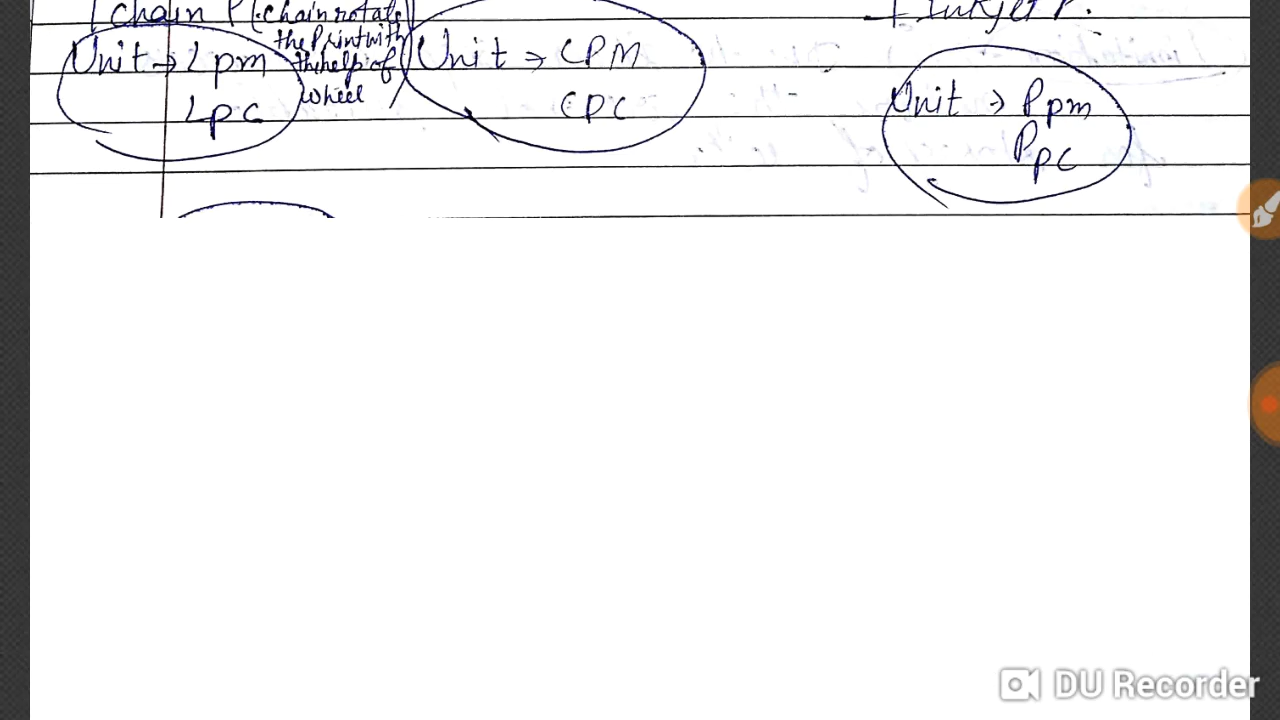 chain P (.chain rotate
the Print with
the help of
wheel
Unit → Lpm
LPC
Unit → CPM
CPC
Inkjet P.
Unit → Ppm
PPC
DU Recorder